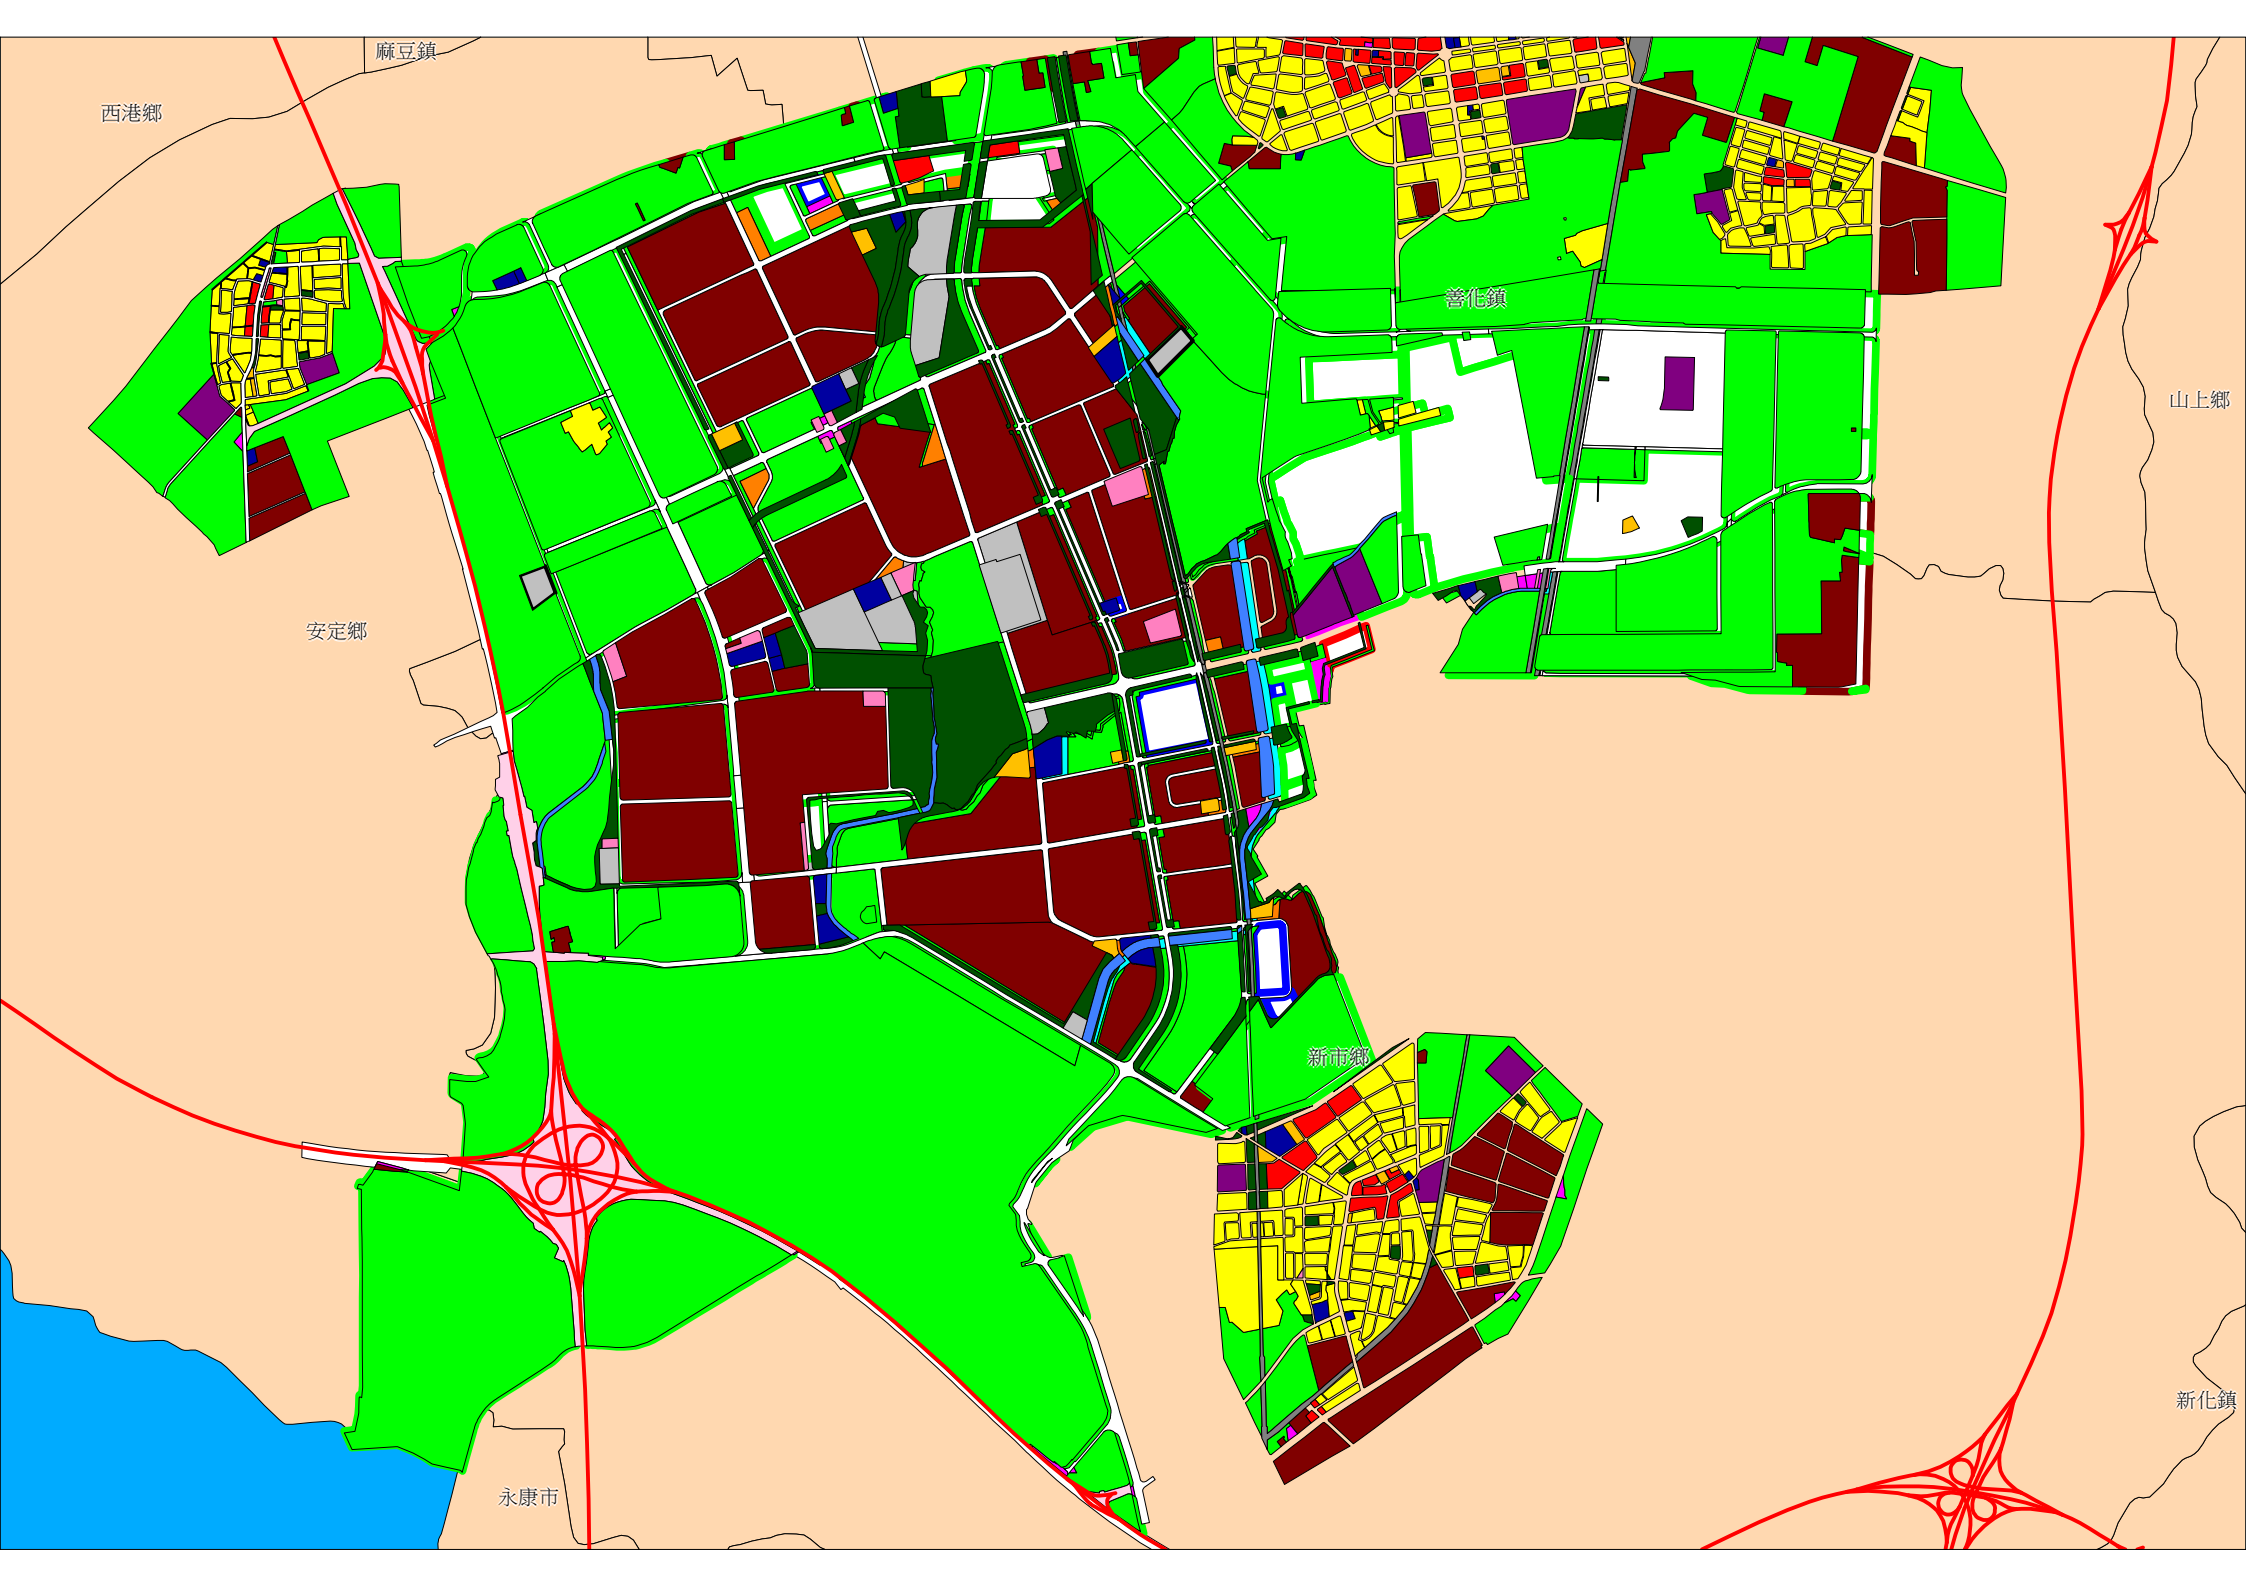 麻豆鎮
西港鄉
善化鎮
山上鄉
安定鄉
新市鄉
新化鎮
永康市